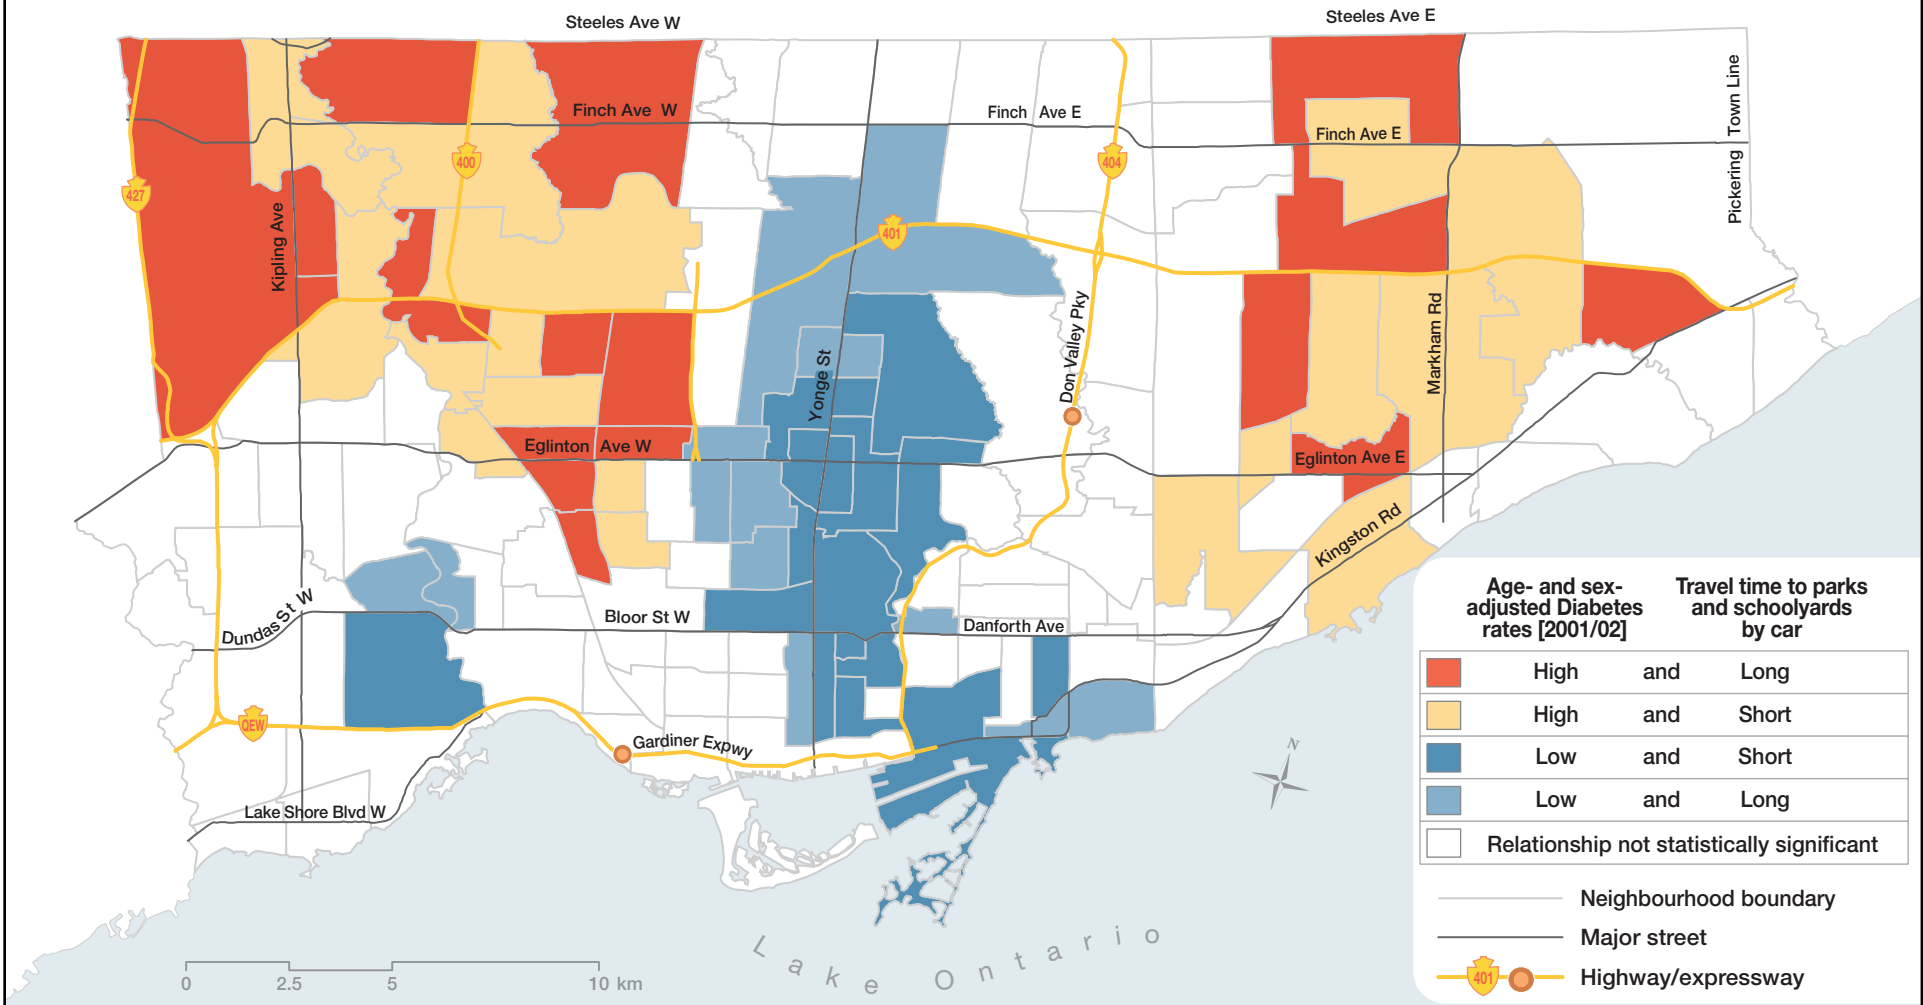 Steeles Ave W
Steeles Ave E
Finch Ave W
Finch Ave E
Finch Ave E
Pickering Town Line
427
400
404
401
Kipling Ave
Yonge St
Don Valley Pky
Markham Rd
Eglinton Ave W
Eglinton Ave E
Kingston Rd
Dundas St W
Bloor St W
Danforth Ave
QEW
Gardiner Expwy
Lake Shore Blvd W
N
Lake Ontario
0 2.5 5 10 km
Age- and sex-
adjusted Diabetes
rates [2001/02]
Travel time to parks
and schoolyards
by car
High and Long
High and Short
Low and Short
Low and Long
Relationship not statistically significant
Neighbourhood boundary
Major street
401 Highway/expressway